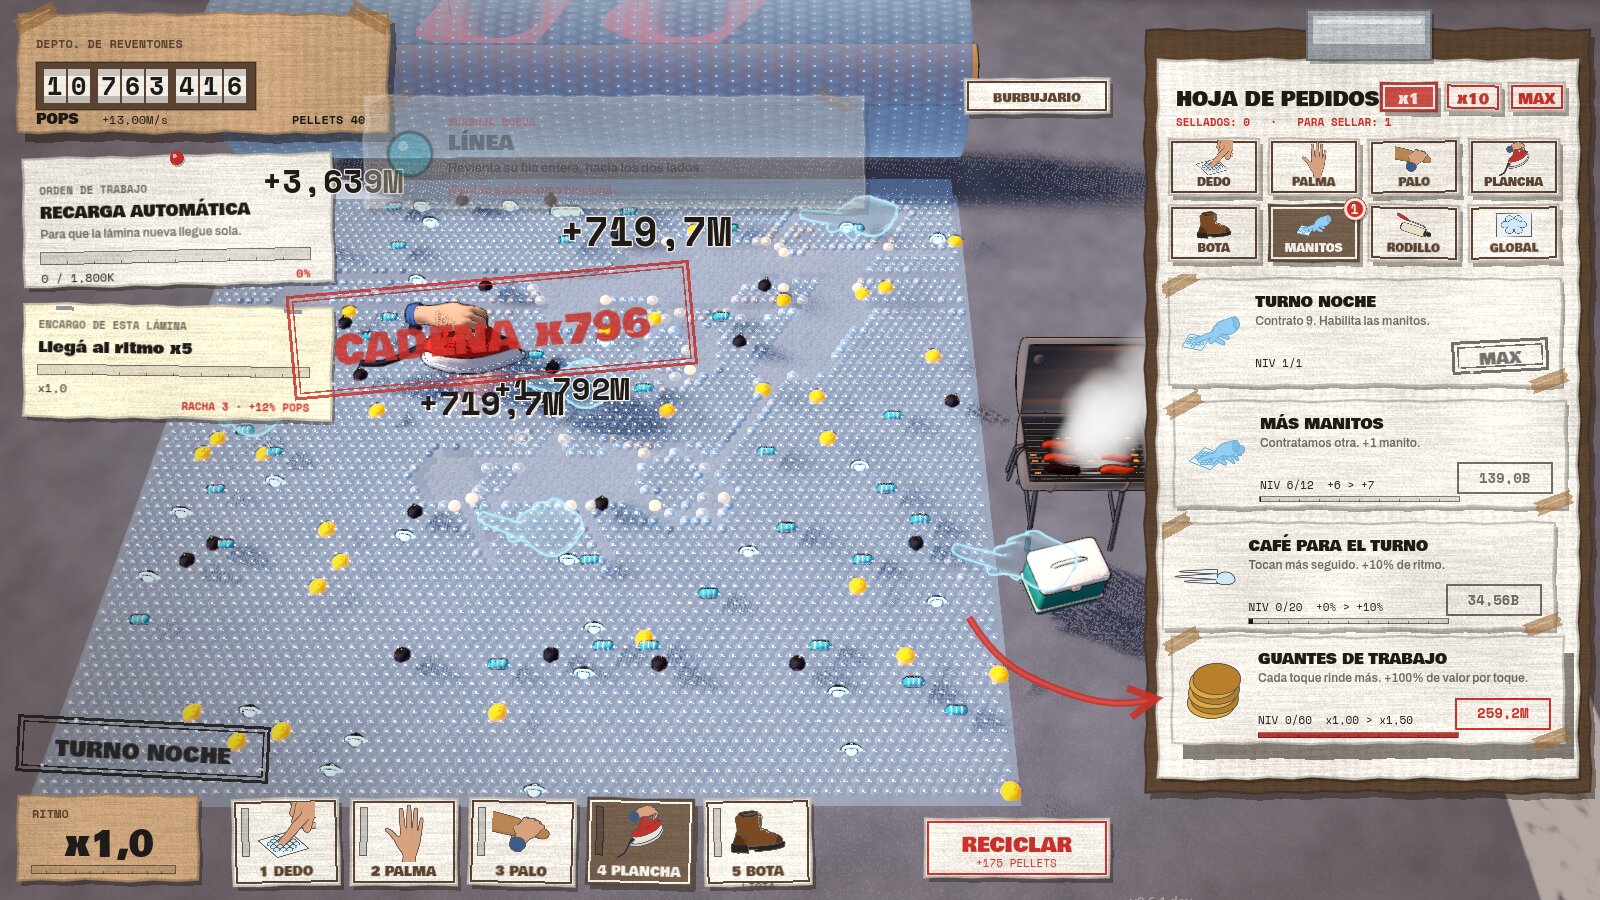 DEPTO. DE REVENTONES
10 763 416
POPS +13,00M/s PELLETS 40
ORDEN DE TRABAJO
RECARGA AUTOMÁTICA
Para que la lámina nueva llegue sola.
0 / 1.800K 0%
ENCARGO DE ESTA LÁMINA
Llegá al ritmo x5
x1,0
RACHA 3 · +12% POPS
BURBUJA NUEVA
LÍNEA
Revienta su fila entera, hacia los dos lados.
+3,639M
+719,7M
CADENA x796
+1,792M
+719,7M
BURBUJARIO
HOJA DE PEDIDOS x1 x10 MAX
SELLADOS: 0 · PARA SELLAR: 1
DEDO PALMA PALO PLANCHA
1
BOTA MANITOS RODILLO GLOBAL
TURNO NOCHE
Contrato 9. Habilita las manitos.
NIV 1/1 MAX
MÁS MANITOS
Contratamos otra. +1 manito.
NIV 6/12 +6 > +7 139,0B
CAFÉ PARA EL TURNO
Tocan más seguido. +10% de ritmo.
NIV 0/20 +0% > +10% 34,56B
GUANTES DE TRABAJO
Cada toque rinde más. +100% de valor por toque.
NIV 0/60 x1,00 > x1,50 259,2M
TURNO NOCHE
RITMO
x1,0
1 DEDO 2 PALMA 3 PALO 4 PLANCHA 5 BOTA
RECICLAR
+175 PELLETS